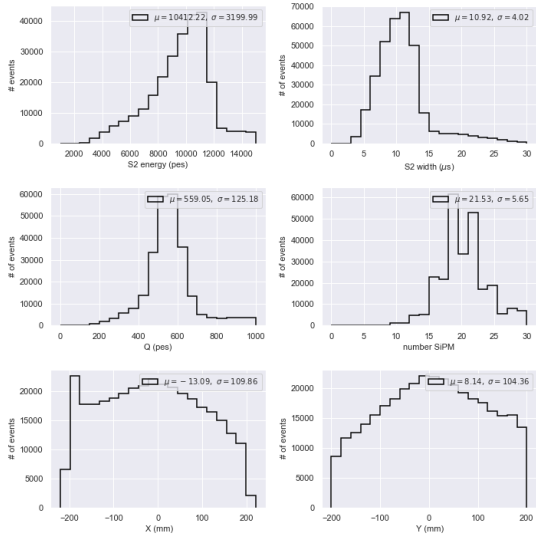 μ = 10412.22, σ = 3199.99
# of events
40000
30000
20000
10000
0
2000 4000 6000 8000 10000 12000 14000
S2 energy (pes)
μ = 10.92, σ = 4.02
# of events
70000
60000
50000
40000
30000
20000
10000
0
0 5 10 15 20 25 30
S2 width (μs)
μ = 559.05, σ = 125.18
# of events
60000
50000
40000
30000
20000
10000
0
0 200 400 600 800 1000
Q (pes)
μ = 21.53, σ = 5.65
# of events
60000
50000
40000
30000
20000
10000
0
0 5 10 15 20 25 30
number SiPM
μ = −13.09, σ = 109.86
# of events
20000
15000
10000
5000
0
−200 −100 0 100 200
X (mm)
μ = 8.14, σ = 104.36
# of events
20000
15000
10000
5000
0
−200 −100 0 100 200
Y (mm)